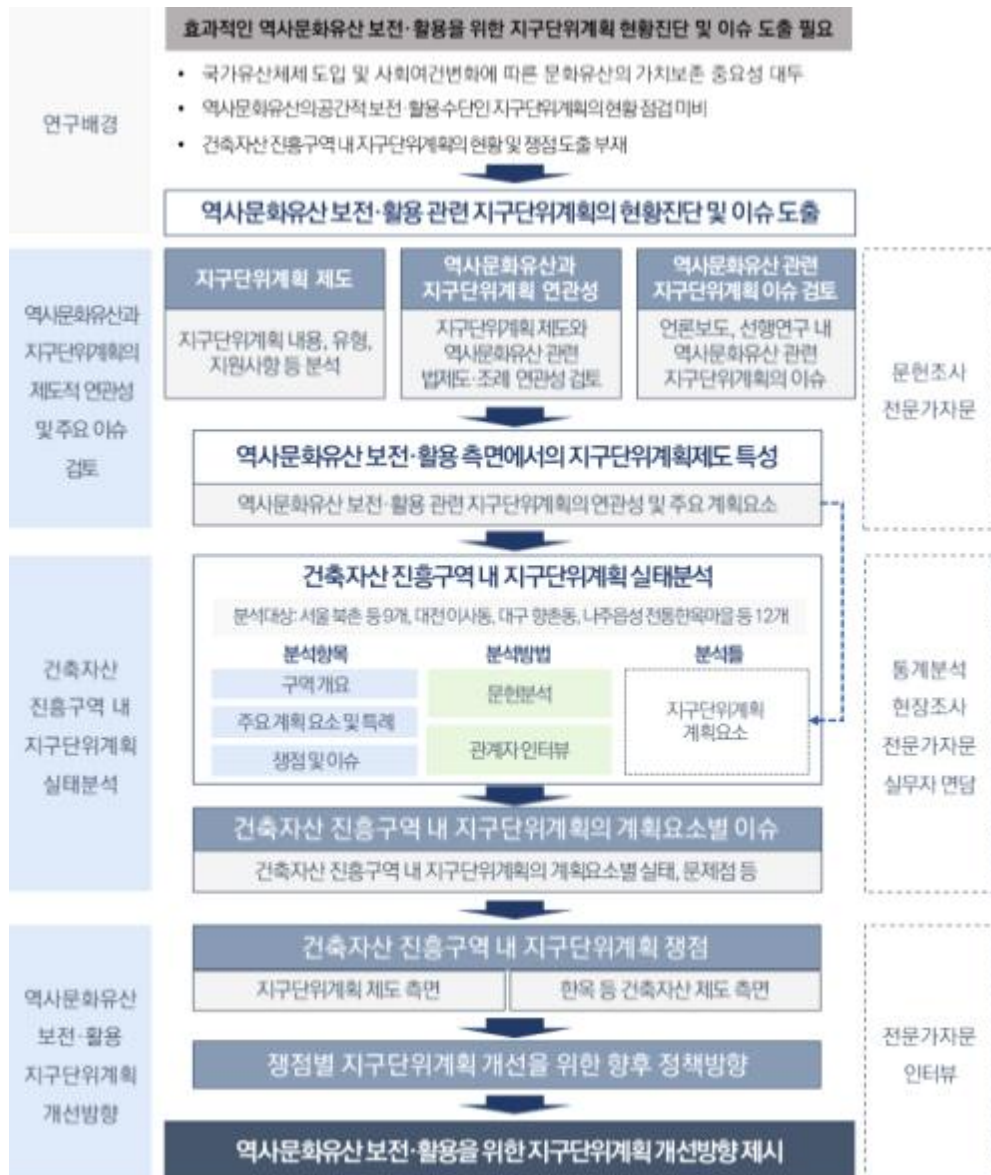 효과적인 역사문화유산 보전·활용을 위한 지구단위계획 현황진단 및 이슈 도출 필요
연구배경
• 국가유산체제 도입 및 사회여건변화에 따른 문화유산의 가치보존 중요성 대두
• 역사문화유산의 공간적 보전·활용 수단인 지구단위계획의 현황 점검 미비
• 건축자산 진흥구역 내 지구단위계획의 현황 및 쟁점 도출 부재
역사문화유산 보전·활용 관련 지구단위계획의 현황진단 및 이슈 도출
역사문화유산과
지구단위계획의
제도적 연관성
및 주요 이슈
검토
지구단위계획 제도
지구단위계획 내용, 유형,
지원사항 등 분석
역사문화유산과
지구단위계획 연관성
지구단위계획 제도와
역사문화유산 관련
법제도·조례 연관성 검토
역사문화유산 관련
지구단위계획 이슈 검토
언론보도, 선행연구 내
역사문화유산 관련
지구단위계획의 이슈
문헌조사
전문가자문
역사문화유산 보전·활용 측면에서의 지구단위계획제도 특성
역사문화유산 보전·활용 관련 지구단위계획의 연관성 및 주요 계획요소
건축자산
진흥구역 내
지구단위계획
실태분석
건축자산 진흥구역 내 지구단위계획 실태분석
분석대상: 서울 북촌 등 9개, 대전 이사동, 대구 향촌동, 나주읍성 전통한옥마을 등 12개
분석항목
구역 개요
주요 계획 요소 및 특례
쟁점 및 이슈
분석방법
문헌분석
관계자 인터뷰
분석틀
지구단위계획
계획요소
통계분석
현장조사
전문가자문
실무자 면담
건축자산 진흥구역 내 지구단위계획의 계획요소별 이슈
건축자산 진흥구역 내 지구단위계획의 계획요소별 실태, 문제점 등
역사문화유산
보전·활용
지구단위계획
개선방향
건축자산 진흥구역 내 지구단위계획 쟁점
지구단위계획 제도 측면
한옥 등 건축자산 제도 측면
쟁점별 지구단위계획 개선을 위한 향후 정책방향
역사문화유산 보전·활용을 위한 지구단위계획 개선방향 제시
전문가자문
인터뷰